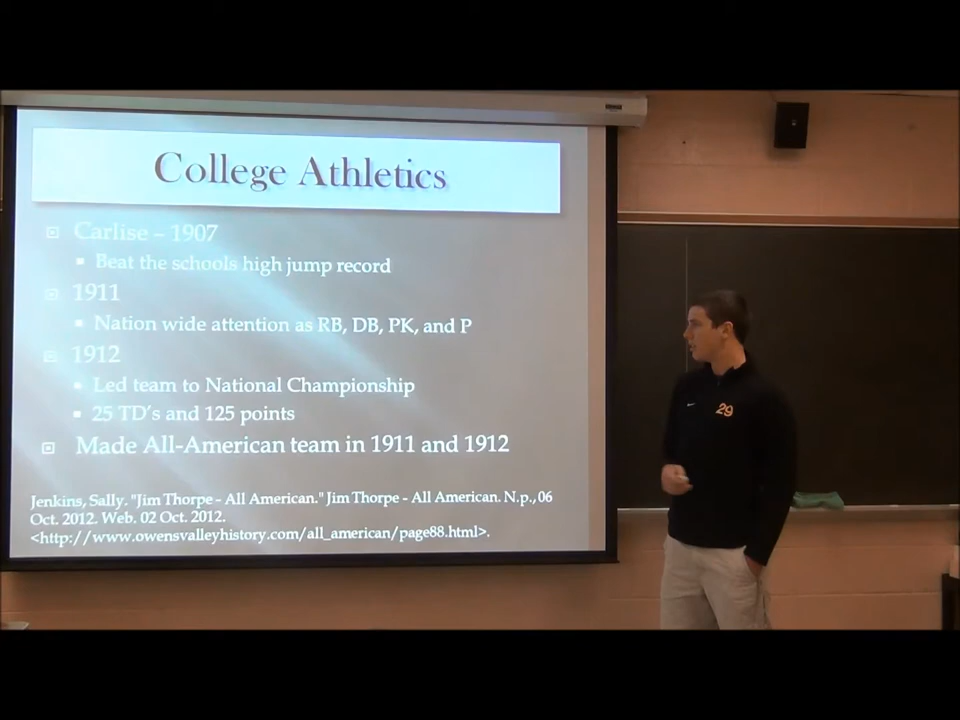 College Athletics
Carlise – 1907
Beat the schools high jump record
1911
Nation wide attention as RB, DB, PK, and P
1912
Led team to National Championship
25 TD's and 125 points
Made All-American team in 1911 and 1912
Jenkins, Sally. "Jim Thorpe - All American." Jim Thorpe - All American. N.p., 06
Oct. 2012. Web. 02 Oct. 2012.
<http://www.owensvalleyhistory.com/all_american/page88.html>.
29